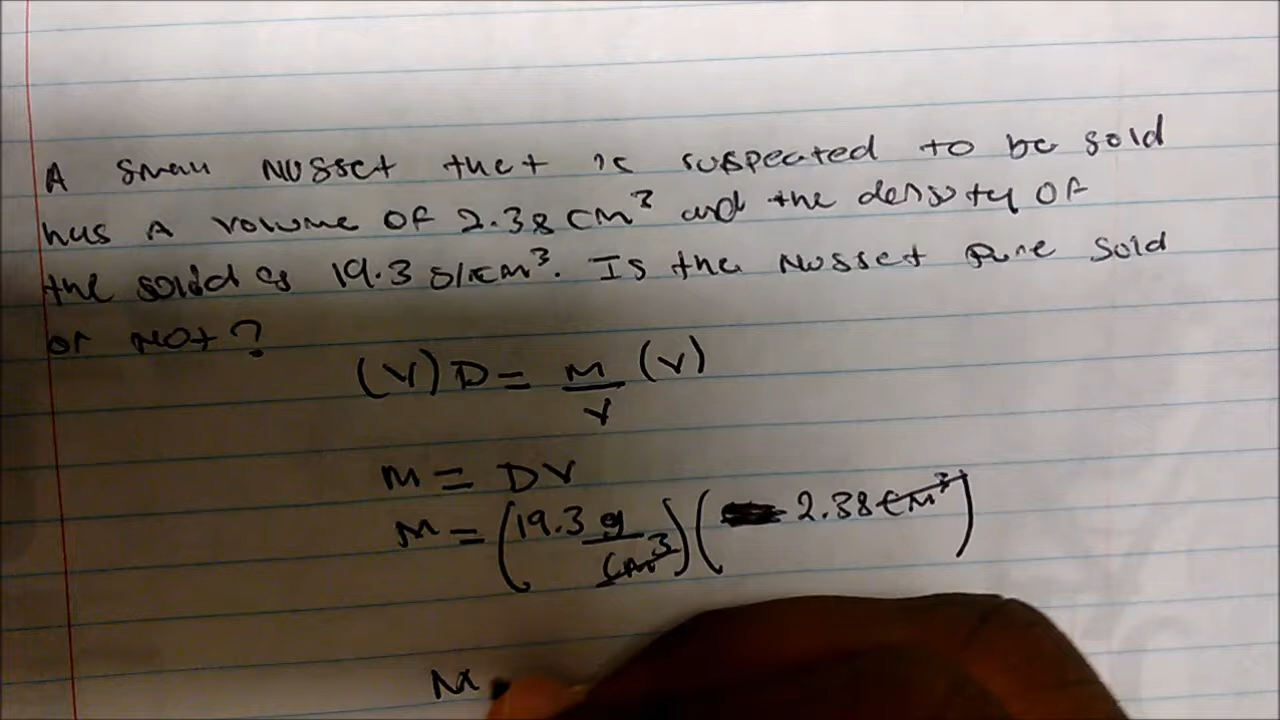 A small nugget that is suspected to be gold
has A volume of 2.38 cm³ and the density of
the gold is 19.3 g/cm³. Is the nugget pure gold
or not?
(V) D = M/V (V)
M = DV
M = (19.3 g/cm³) (2.38 cm³)
M